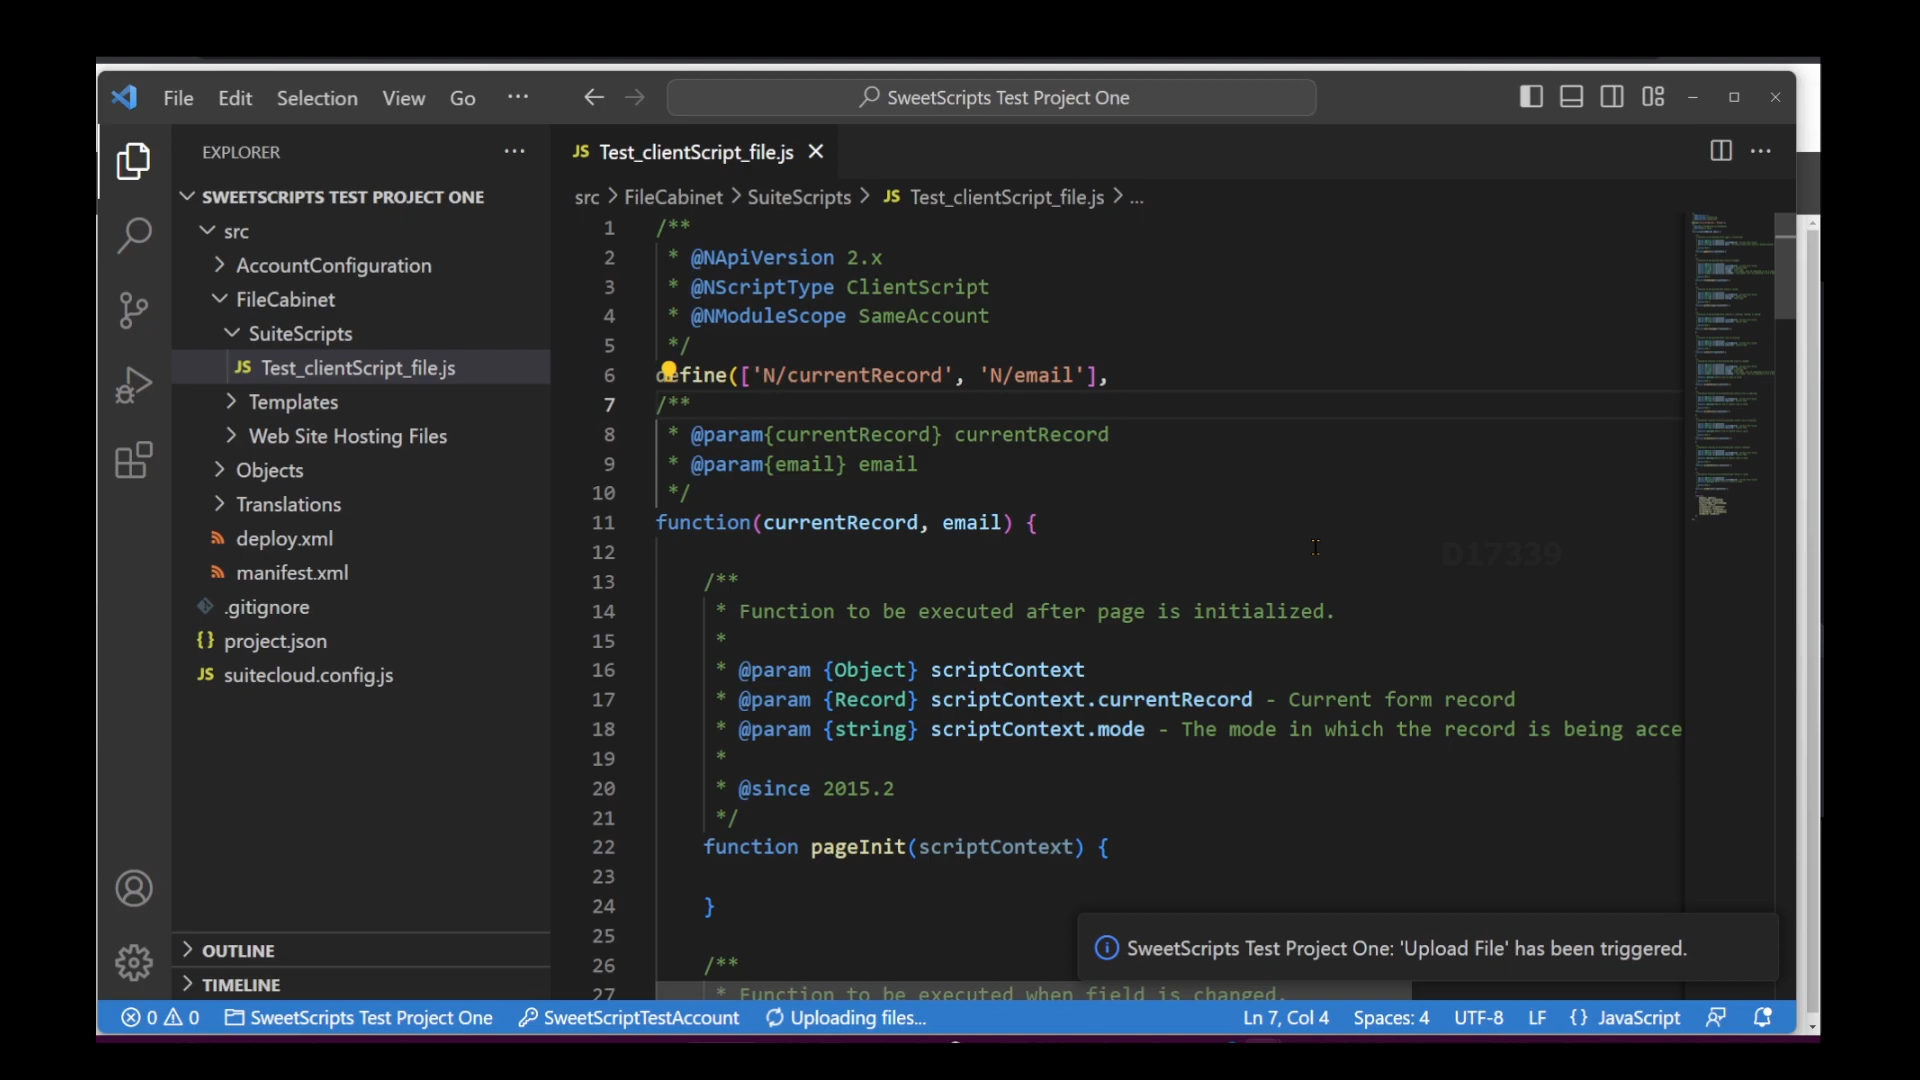 File Edit Selection View Go ...
SweetScripts Test Project One
EXPLORER ...
SWEETSCRIPTS TEST PROJECT ONE
src
AccountConfiguration
FileCabinet
SuiteScripts
JS Test_clientScript_file.js
Templates
Web Site Hosting Files
Objects
Translations
deploy.xml
manifest.xml
.gitignore
{} project.json
JS suitecloud.config.js
OUTLINE
TIMELINE
JS Test_clientScript_file.js
src > FileCabinet > SuiteScripts > JS Test_clientScript_file.js > ...
1 /**
2 * @NApiVersion 2.x
3 * @NScriptType ClientScript
4 * @NModuleScope SameAccount
5 */
6 define(['N/currentRecord', 'N/email'],
7 /**
8 * @param{currentRecord} currentRecord
9 * @param{email} email
10 */
11 function(currentRecord, email) {
12
13 /**
14 * Function to be executed after page is initialized.
15 *
16 * @param {Object} scriptContext
17 * @param {Record} scriptContext.currentRecord - Current form record
18 * @param {string} scriptContext.mode - The mode in which the record is being acce
19 *
20 * @since 2015.2
21 */
22 function pageInit(scriptContext) {
23
24 }
25
26 /**
27 * Function to be executed when field is changed.
D17339
SweetScripts Test Project One: 'Upload File' has been triggered.
0 0 SweetScripts Test Project One SweetScriptTestAccount Uploading files... Ln 7, Col 4 Spaces: 4 UTF-8 LF {} JavaScript